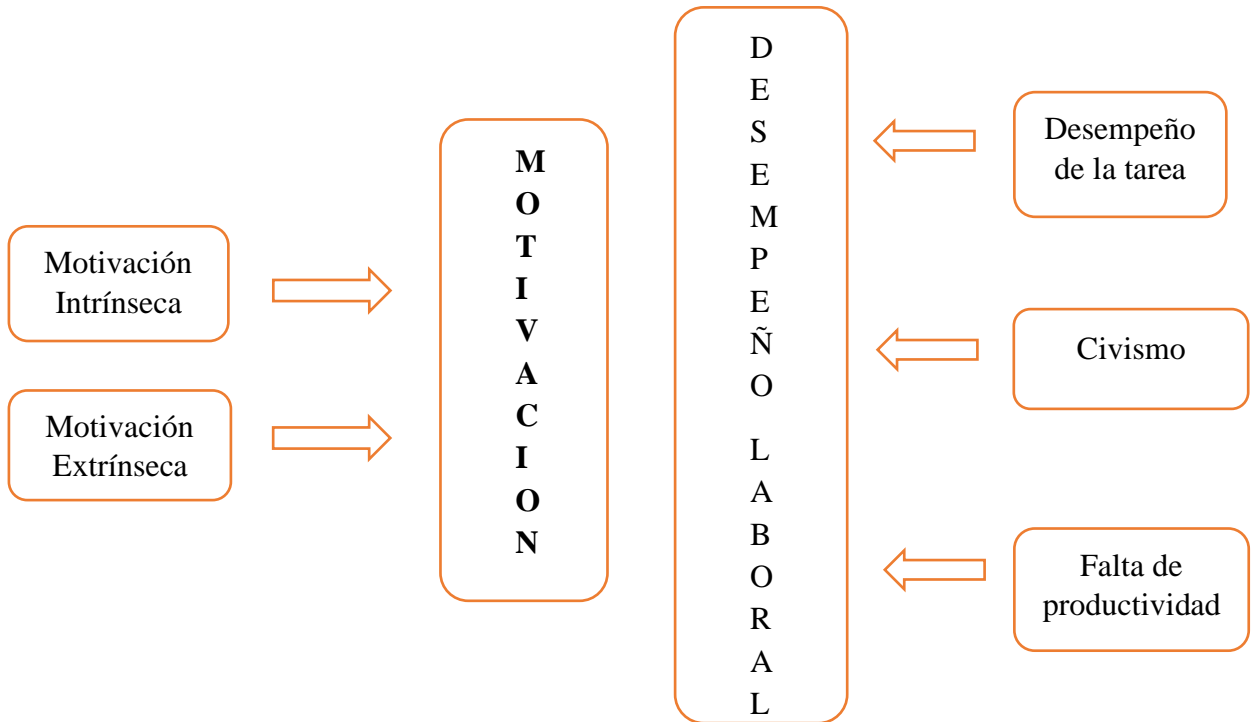 Motivación
Intrínseca
Motivación
Extrínseca
M
O
T
I
V
A
C
I
O
N
D
E
S
E
M
P
E
Ñ
O
L
A
B
O
R
A
L
Desempeño
de la tarea
Civismo
Falta de
productividad